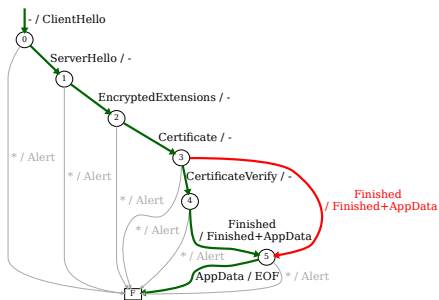 - / ClientHello
0
ServerHello / -
1
EncryptedExtensions / -
2
Certificate / -
3
* / Alert
* / Alert
CertificateVerify / -
* / Alert
4
Finished
/ Finished+AppData
Finished
/ Finished+AppData
* / Alert
* / Alert
5
AppData / EOF
* / Alert
F